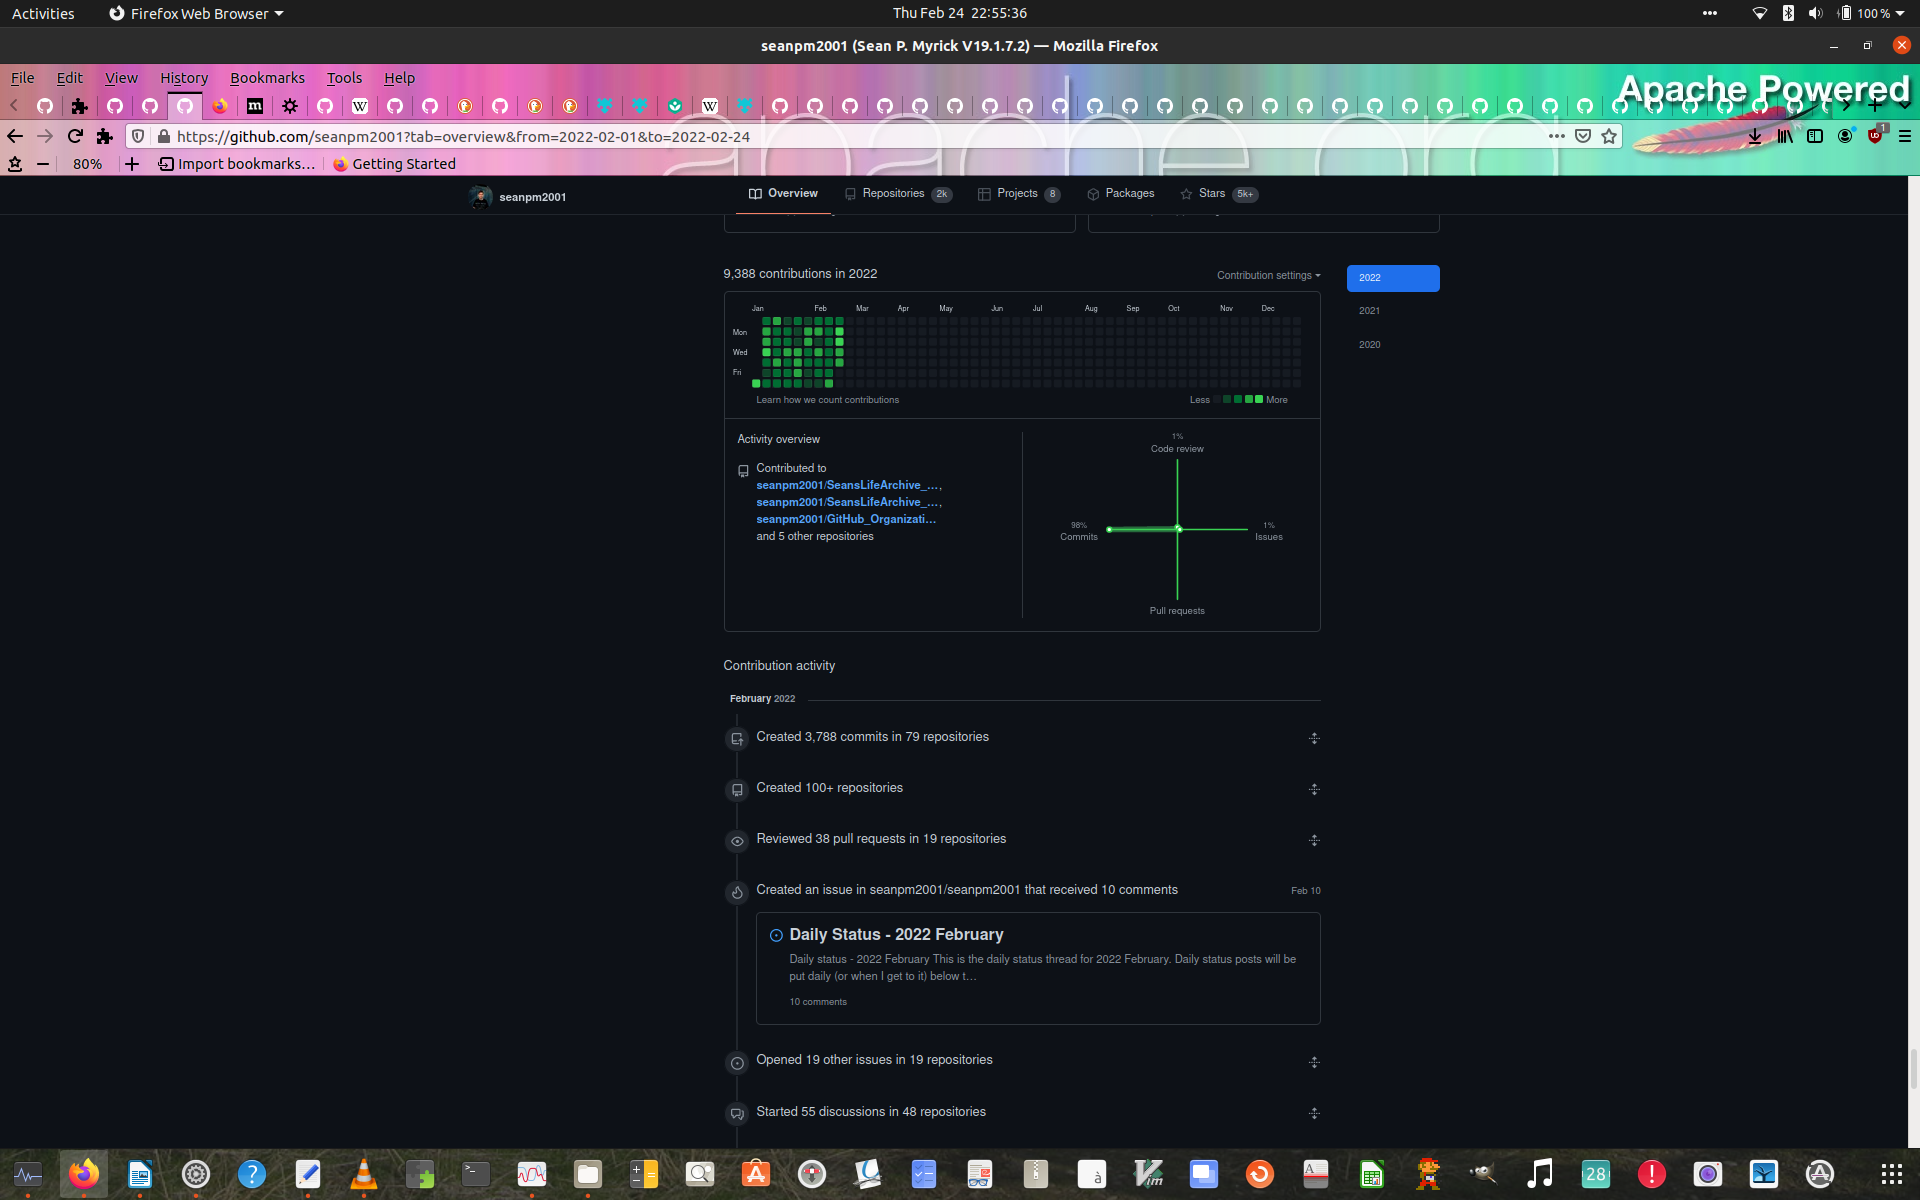 Activities
Firefox Web Browser
Thu Feb 24 22:55:36
100 %
seanpm2001 (Sean P. Myrick V19.1.7.2) — Mozilla Firefox
File Edit View History Bookmarks Tools Help
Apache Powered
https://github.com/seanpm2001?tab=overview&from=2022-02-01&to=2022-02-24
1
80%
Import bookmarks…
Getting Started
seanpm2001
Overview
Repositories 2k
Projects 8
Packages
Stars 5k+
9,388 contributions in 2022
Contribution settings
2022
2021
2020
Jan Feb Mar Apr May Jun Jul Aug Sep Oct Nov Dec
Mon
Wed
Fri
Learn how we count contributions
Less More
Activity overview
Contributed to
seanpm2001/SeansLifeArchive_…,
seanpm2001/SeansLifeArchive_…,
seanpm2001/GitHub_Organizati…
and 5 other repositories
1%
Code review
98%
Commits
1%
Issues
Pull requests
Contribution activity
February 2022
Created 3,788 commits in 79 repositories
Created 100+ repositories
Reviewed 38 pull requests in 19 repositories
Created an issue in seanpm2001/seanpm2001 that received 10 comments
Feb 10
Daily Status - 2022 February
Daily status - 2022 February This is the daily status thread for 2022 February. Daily status posts will be
put daily (or when I get to it) below t…
10 comments
Opened 19 other issues in 19 repositories
Started 55 discussions in 48 repositories
28